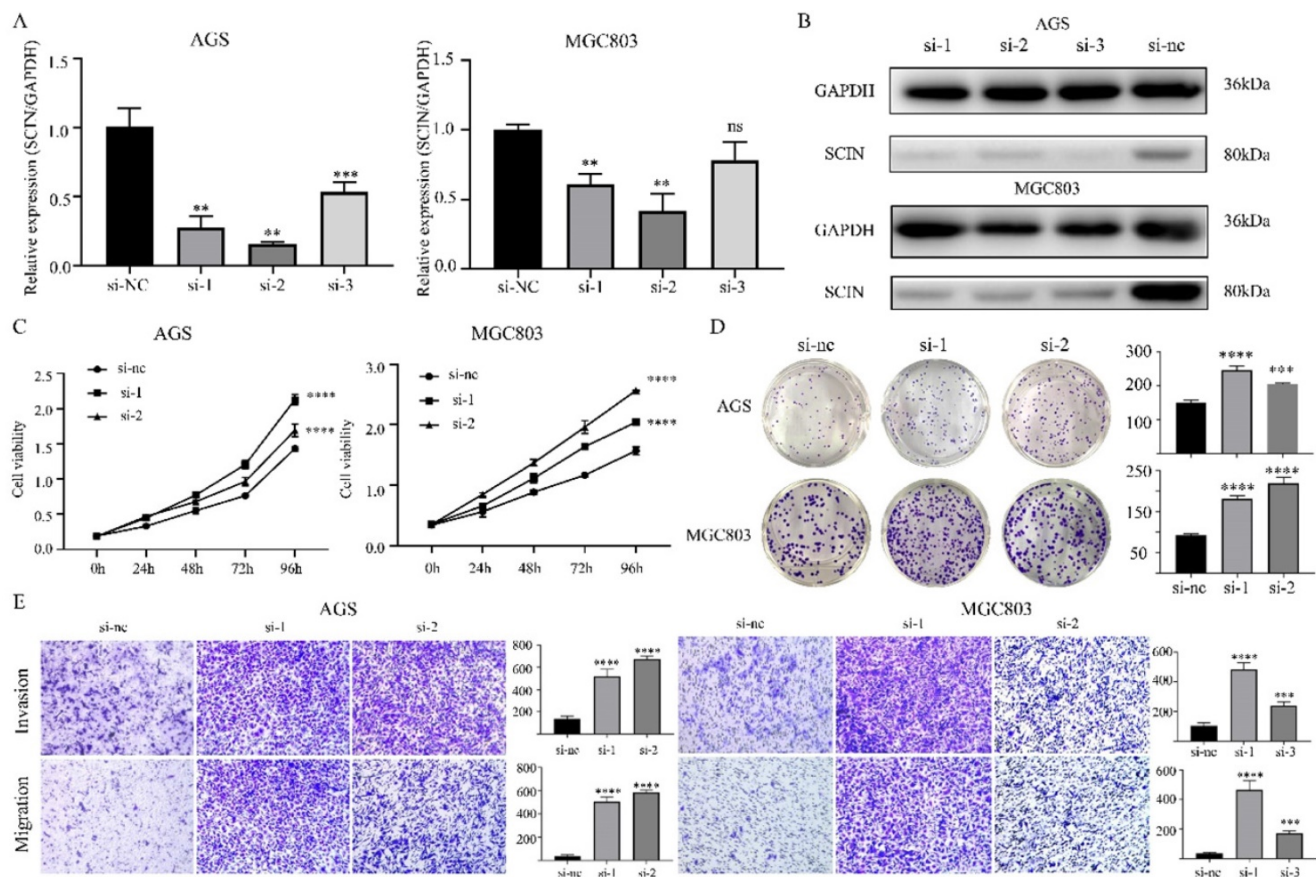 A
AGS
Relative expression (SCIN/GAPDH)
1.5
1.0
0.5
0.0
**
**
***
si-NC
si-1
si-2
si-3
MGC803
Relative expression (SCIN/GAPDH)
1.5
1.0
0.5
0.0
**
**
ns
si-NC
si-1
si-2
si-3
B
AGS
si-1 si-2 si-3 si-nc
GAPDH 36kDa
SCIN 80kDa
MGC803
GAPDH 36kDa
SCIN 80kDa
C
AGS
si-nc
si-1
si-2
Cell viability
2.5
2.0
1.5
1.0
0.5
0.0
****
****
0h 24h 48h 72h 96h
MGC803
si-nc
si-1
si-2
Cell viability
3.0
2.0
1.0
0.0
****
****
0h 24h 48h 72h 96h
D
si-nc si-1 si-2
AGS
MGC803
300
200
100
00
****
***
250
200
150
100
50
****
****
si-nc si-1 si-2
E
AGS
si-nc si-1 si-2
Invasion
Migration
800
600
400
200
****
****
si-nc si-1 si-2
800
600
400
200
****
****
si-nc si-1 si-2
MGC803
si-nc si-1 si-2
600
400
200
****
***
si-nc si-1 si-3
600
400
200
****
***
si-nc si-1 si-3